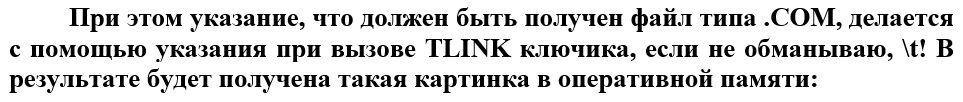 При этом указание, что должен быть получен файл типа .COM, делается
с помощью указания при вызове TLINK ключика, если не обманываю, \t! В
результате будет получена такая картинка в оперативной памяти: